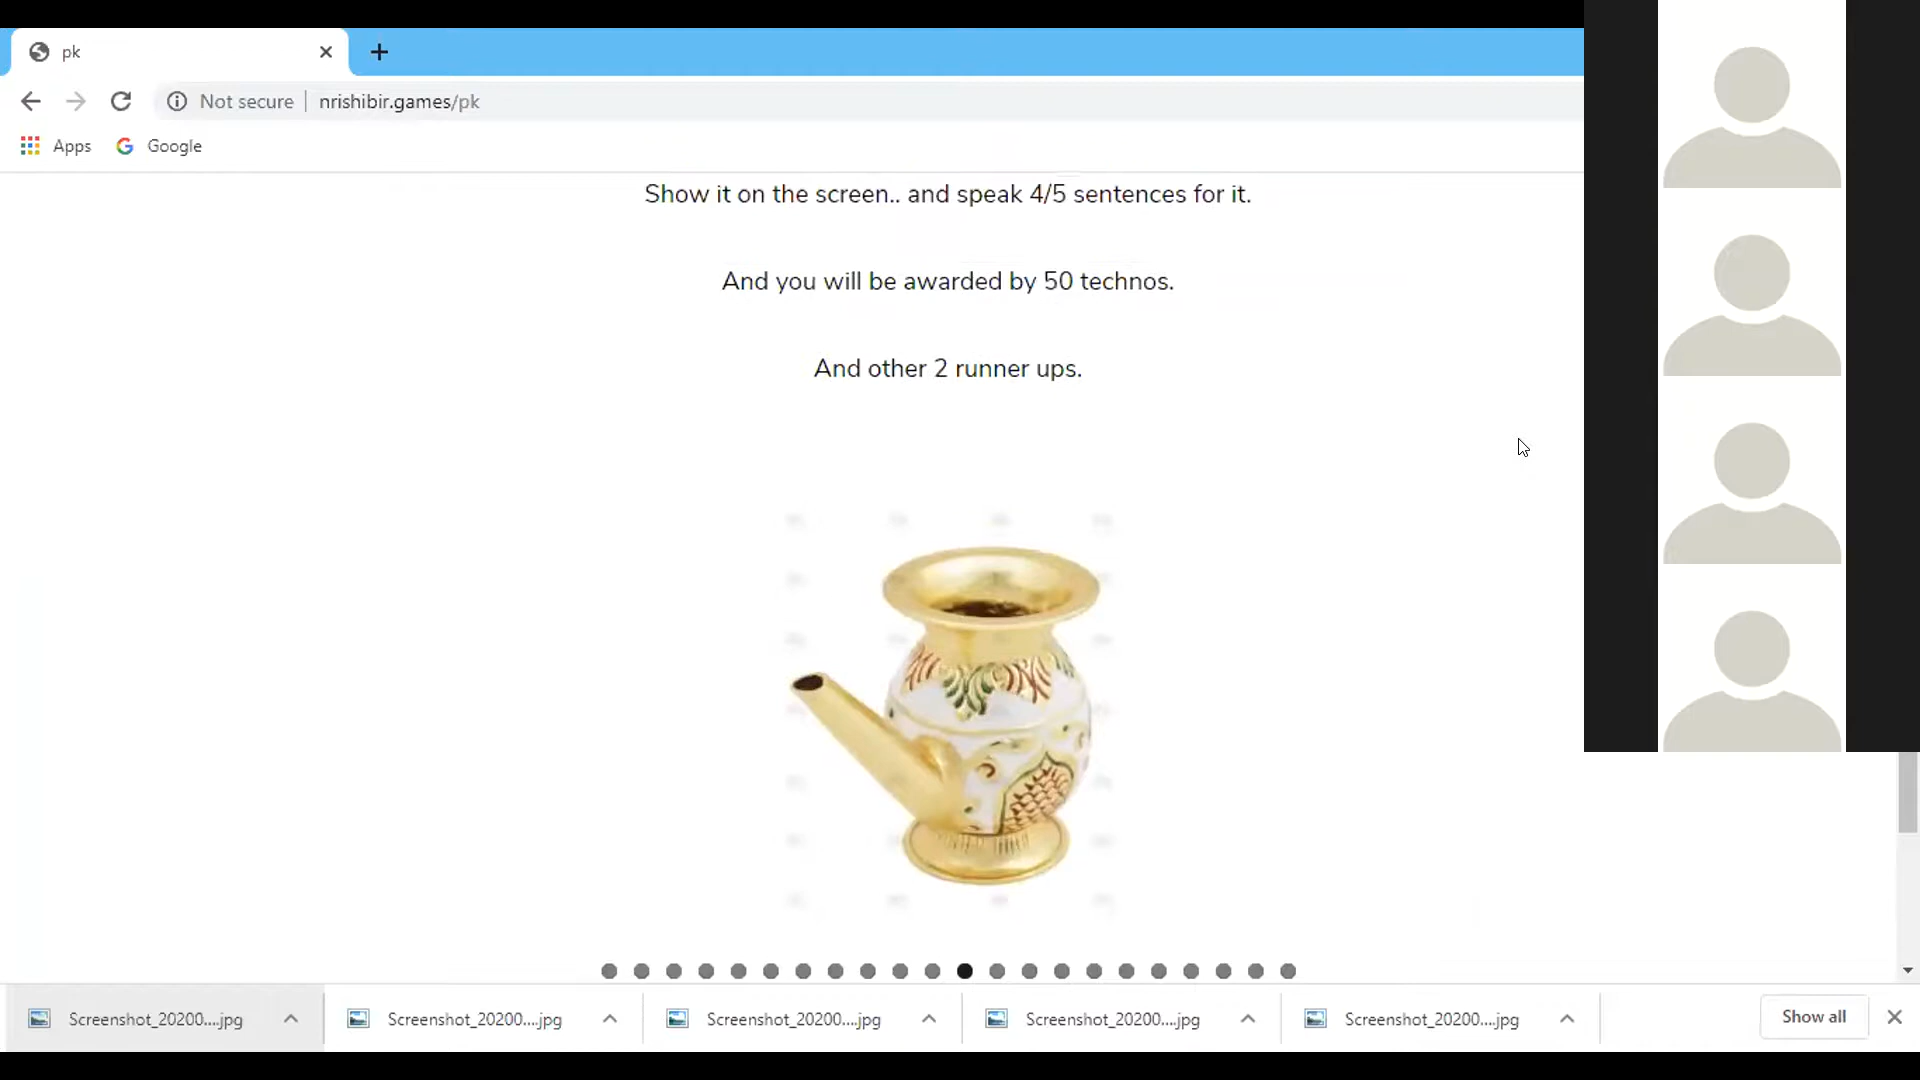 pk
Not secure
nrishibir.games/pk
Apps
Google
Show it on the screen.. and speak 4/5 sentences for it.
And you will be awarded by 50 technos.
And other 2 runner ups.
Screenshot_20200....jpg
Screenshot_20200....jpg
Screenshot_20200....jpg
Screenshot_20200....jpg
Screenshot_20200....jpg
Show all